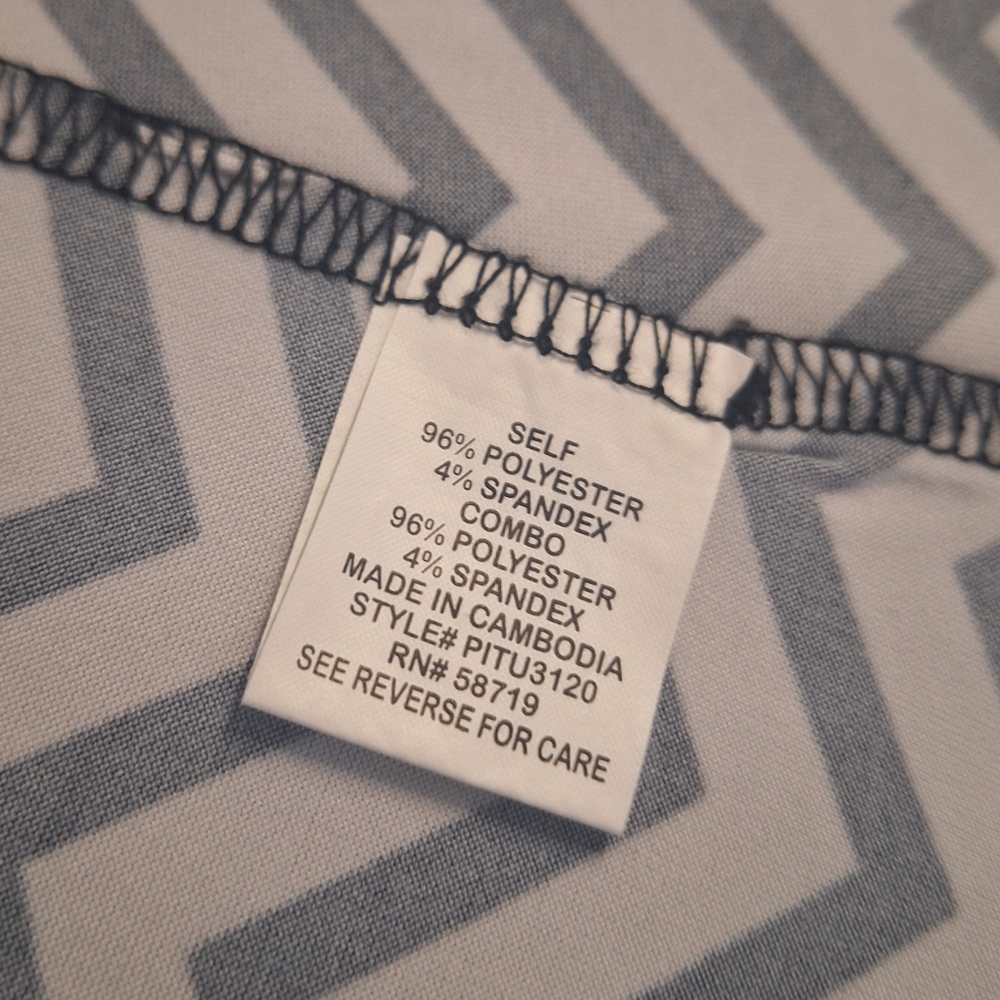 SELF
96% POLYESTER
4% SPANDEX
COMBO
96% POLYESTER
4% SPANDEX
MADE IN CAMBODIA
STYLE# PITU3120
RN# 58719
SEE REVERSE FOR CARE